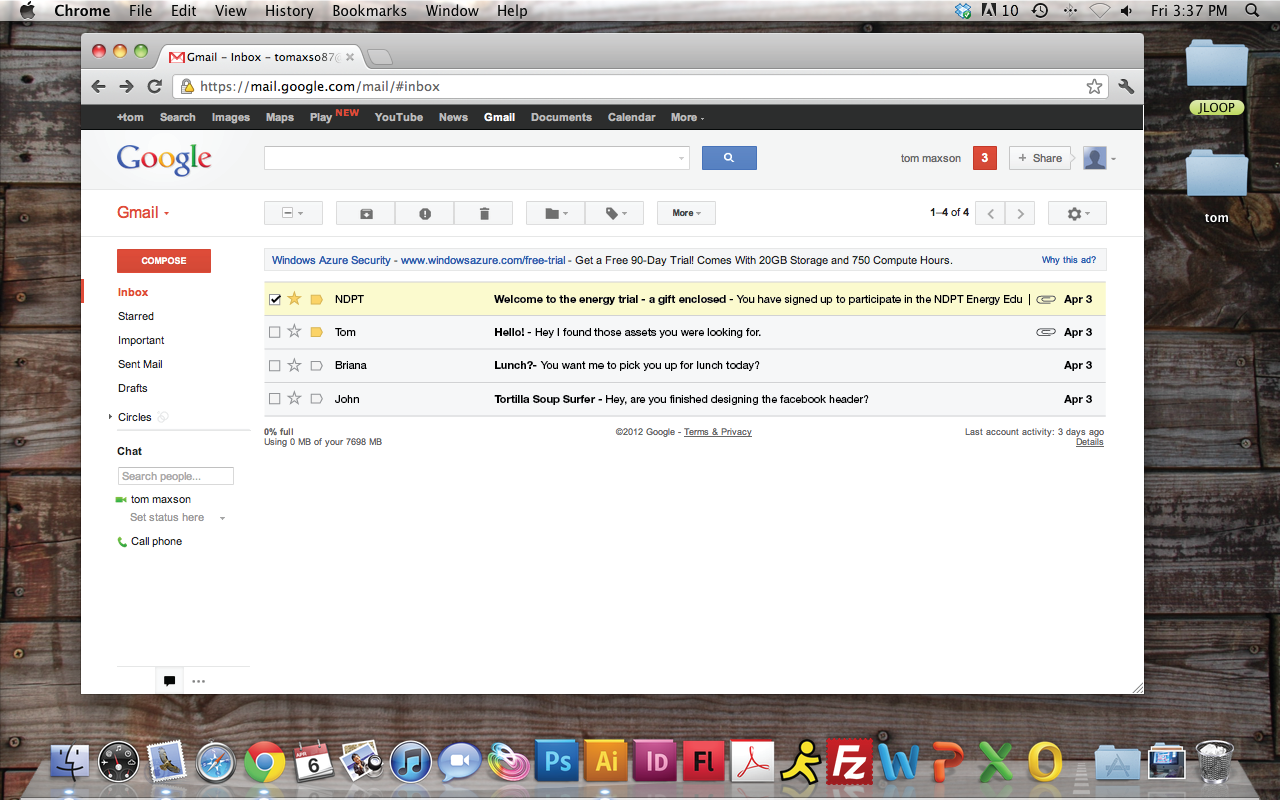 Chrome File Edit View History Bookmarks Window Help 10 Fri 3:37 PM
Gmail - Inbox - tomaxso87@
https://mail.google.com/mail/#inbox
JLOOP
+tom Search Images Maps Play NEW YouTube News Gmail Documents Calendar More
Google tom maxson 3 + Share
tom
Gmail More 1–4 of 4
COMPOSE
Windows Azure Security - www.windowsazure.com/free-trial - Get a Free 90-Day Trial! Comes With 20GB Storage and 750 Compute Hours. Why this ad?
Inbox
Starred
Important
Sent Mail
Drafts
Circles
NDPT Welcome to the energy trial - a gift enclosed - You have signed up to participate in the NDPT Energy Edu | Apr 3
Tom Hello! - Hey I found those assets you were looking for. Apr 3
Briana Lunch?- You want me to pick you up for lunch today? Apr 3
John Tortilla Soup Surfer - Hey, are you finished designing the facebook header? Apr 3
0% full
Using 0 MB of your 7698 MB
©2012 Google - Terms & Privacy
Last account activity: 3 days ago
Details
Chat
Search people...
tom maxson
Set status here
Call phone
APR
6
Ps Ai Id Fl Fz W P X O